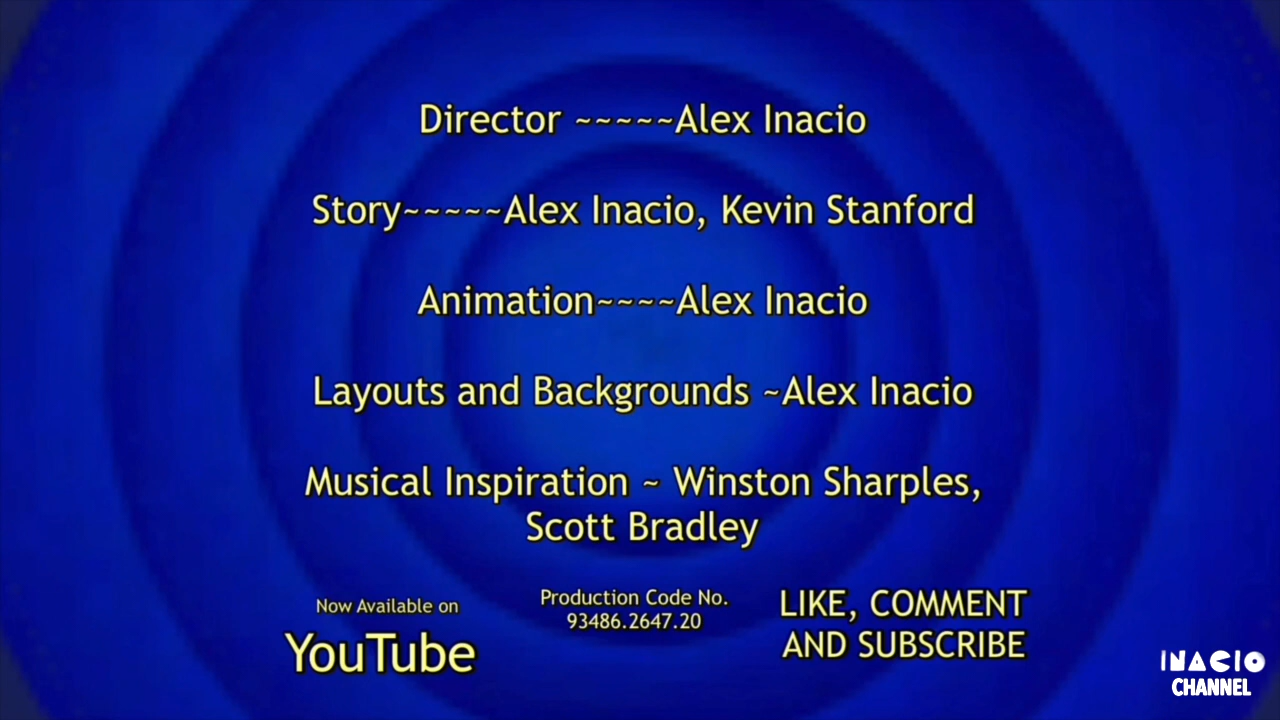 Director ~~~~~Alex Inacio
Story~~~~~Alex Inacio, Kevin Stanford
Animation~~~~Alex Inacio
Layouts and Backgrounds ~Alex Inacio
Musical Inspiration ~ Winston Sharples,
Scott Bradley
Now Available on
YouTube
Production Code No.
93486.2647.20
LIKE, COMMENT
AND SUBSCRIBE
INACIO
CHANNEL